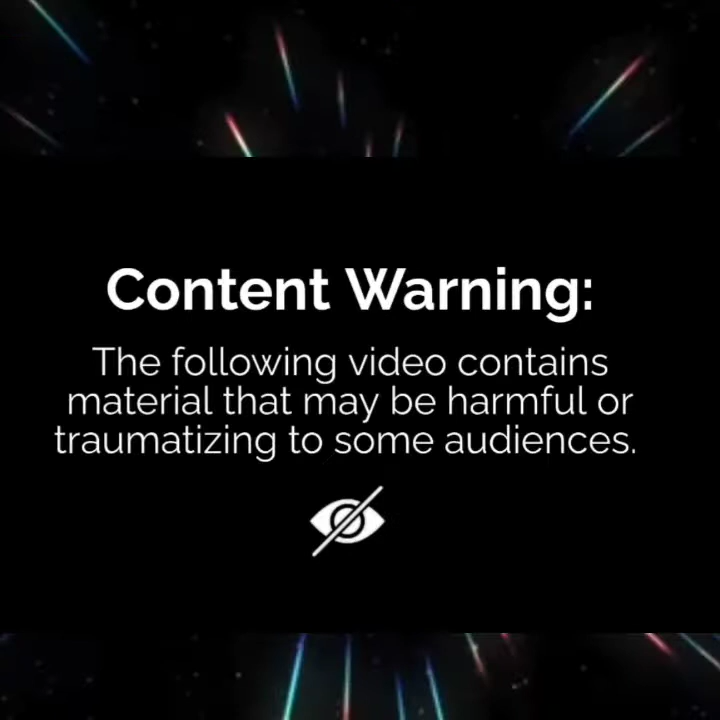 Content Warning:
The following video contains
material that may be harmful or
traumatizing to some audiences.